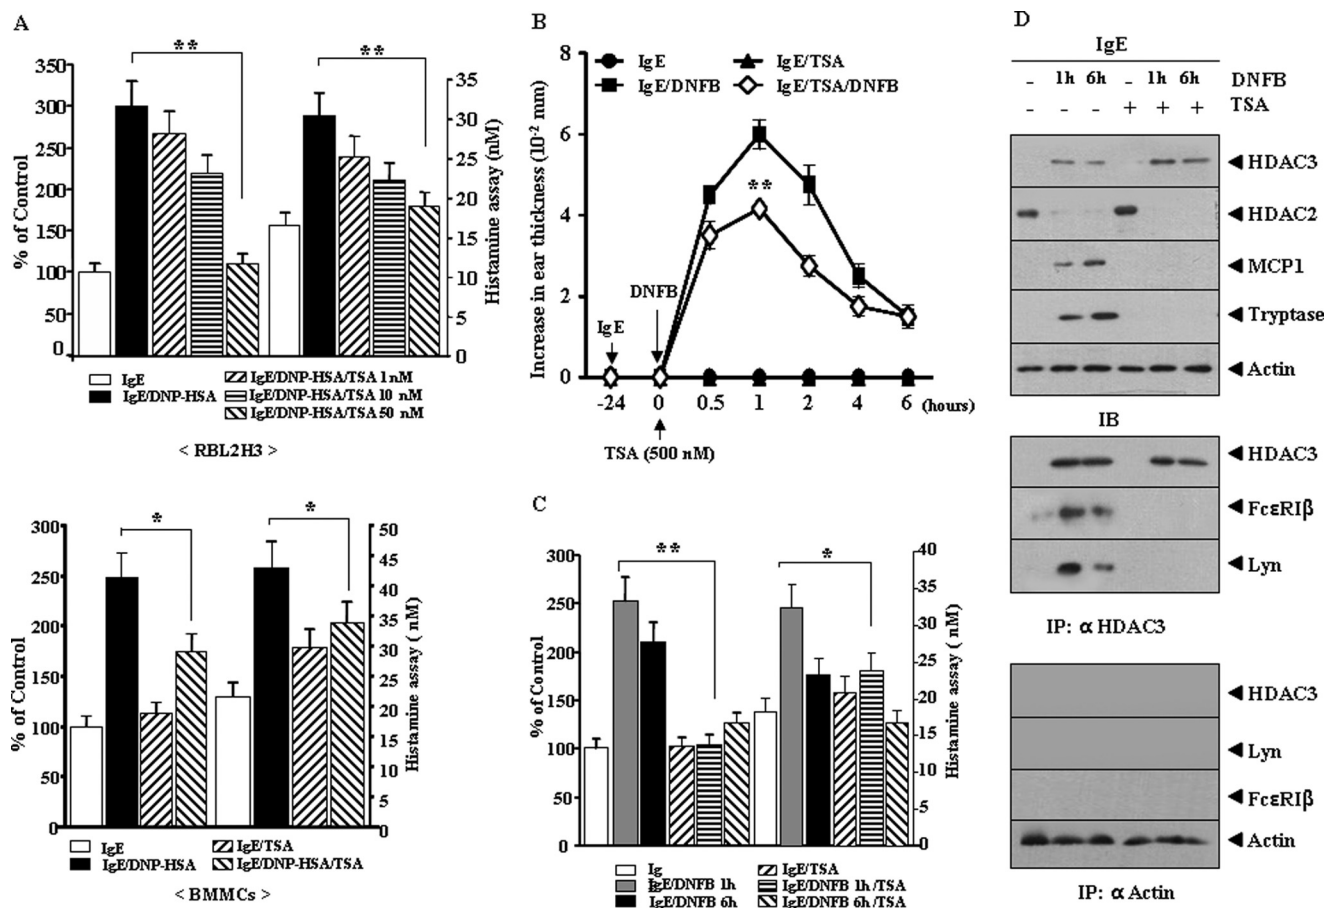 A
**
**
350
300
250
200
150
100
50
0
% of Control
35
30
25
20
15
10
5
0
Histamine assay (nM)
IgE
IgE/DNP-HSA
IgE/DNP-HSA/TSA 1 nM
IgE/DNP-HSA/TSA 10 nM
IgE/DNP-HSA/TSA 50 nM
< RBL2H3 >
*
*
300
250
200
150
100
50
0
% of Control
50
45
40
35
30
25
20
15
10
5
0
Histamine assay ( nM)
IgE
IgE/DNP-HSA
IgE/TSA
IgE/DNP-HSA/TSA
< BMMCs >
B
IgE
IgE/TSA
IgE/DNFB
IgE/TSA/DNFB
8
6
4
2
0
Increase in ear thickness (10⁻² mm)
**
DNFB
IgE
-24 0 0.5 1 2 4 6 (hours)
TSA (500 nM)
C
**
*
300
250
200
150
100
50
0
% of Control
40
35
30
25
20
15
10
5
0
Histamine assay ( nM)
Ig
IgE/DNFB 1h
IgE/DNFB 6h
IgE/TSA
IgE/DNFB 1h/TSA
IgE/DNFB 6h/TSA
D
IgE
- 1h 6h - 1h 6h DNFB
- - - + + + TSA
HDAC3
HDAC2
MCP1
Tryptase
Actin
IB
HDAC3
FcεRIβ
Lyn
IP: α HDAC3
HDAC3
Lyn
FcεRIβ
Actin
IP: α Actin